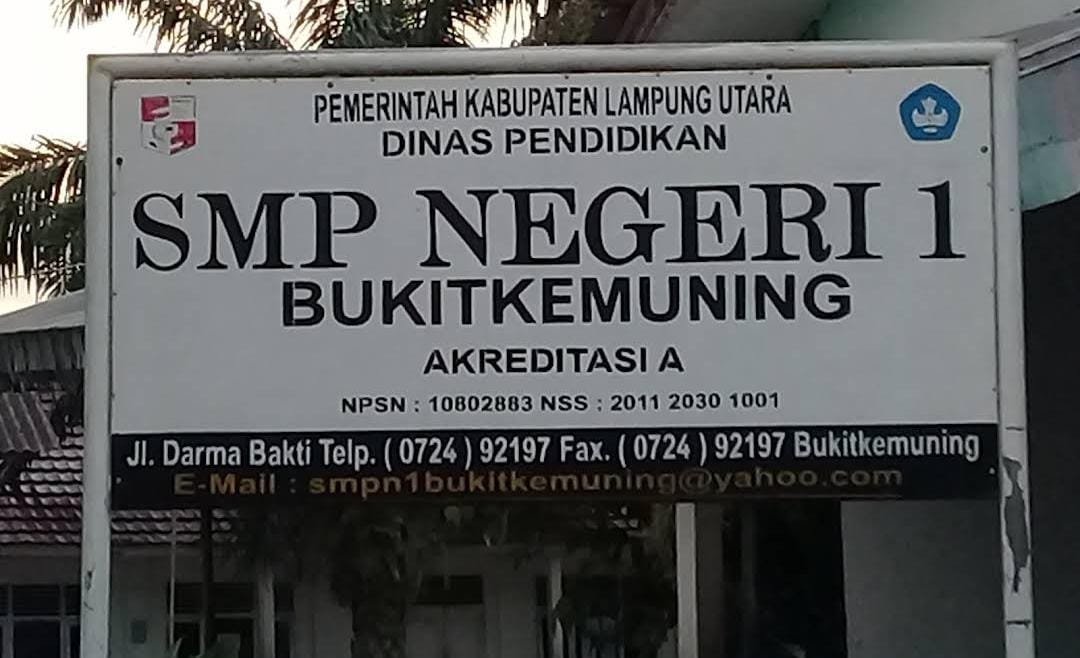 PEMERINTAH KABUPATEN LAMPUNG UTARA
DINAS PENDIDIKAN
SMP NEGERI 1
BUKITKEMUNING
AKREDITASI A
NPSN : 10802883 NSS : 2011 2030 1001
Jl. Darma Bakti Telp. ( 0724 ) 92197 Fax. ( 0724 ) 92197 Bukitkemuning
E-Mail : smpn1bukitkemuning@yahoo.com